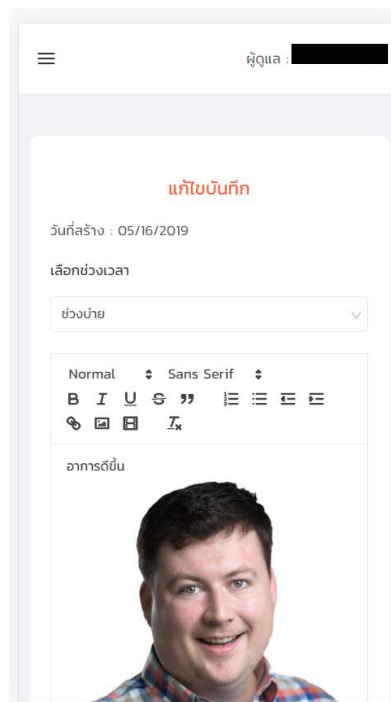 ผู้ดูแล :
แก้ไขบันทึก
วันที่สร้าง : 05/16/2019
เลือกช่วงเวลา
ช่วงบ่าย
Normal Sans Serif
อาการดีขึ้น